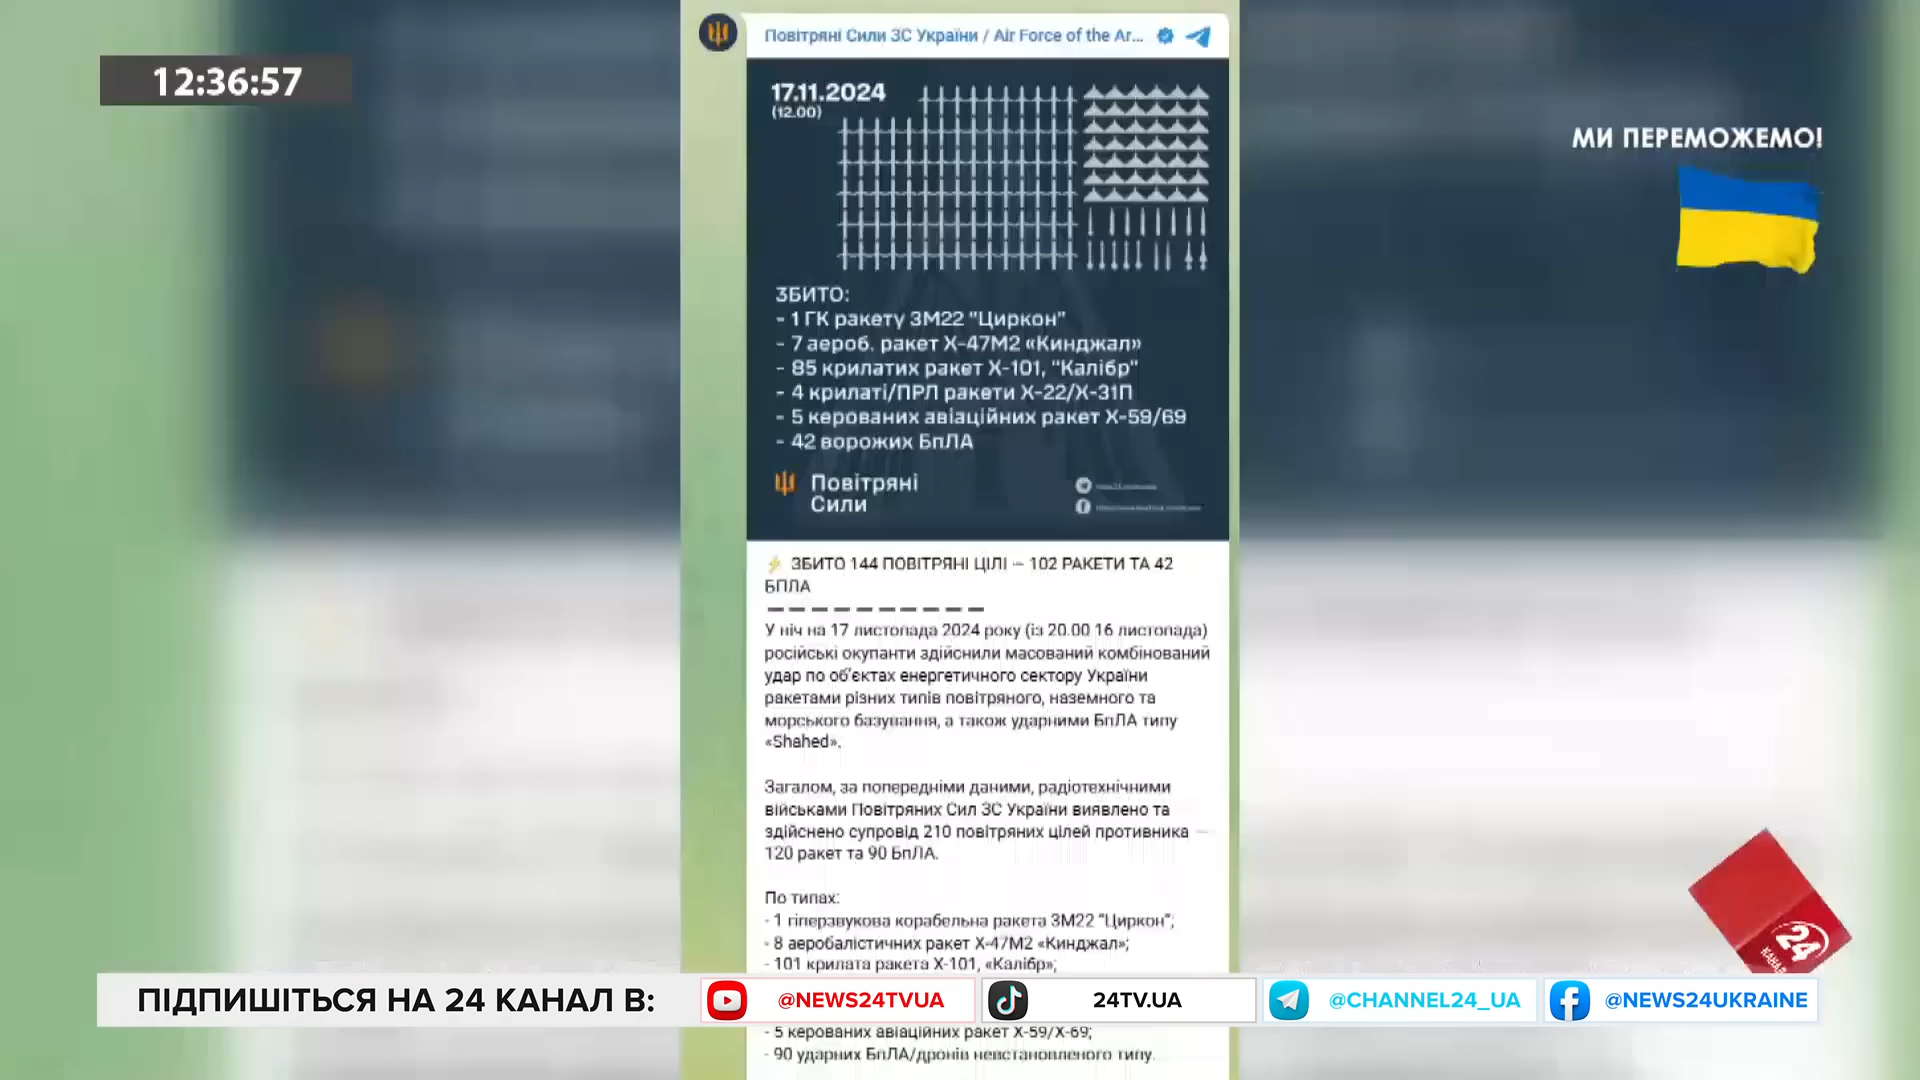 12:36:57
Повітряні Сили ЗС України / Air Force of the Ar...
17.11.2024
(12.00)
МИ ПЕРЕМОЖЕМО!
ЗБИТО:
- 1 ГК ракету 3М22 "Циркон"
- 7 аероб. ракет Х-47М2 «Кинджал»
- 85 крилатих ракет Х-101, "Калібр"
- 4 крилаті/ПРЛ ракети Х-22/Х-31П
- 5 керованих авіаційних ракет Х-59/69
- 42 ворожих БпЛА
Повітряні
Сили
⚡ ЗБИТО 144 ПОВІТРЯНІ ЦІЛІ – 102 РАКЕТИ ТА 42
БПЛА
У ніч на 17 листопада 2024 року (із 20.00 16 листопада)
російські окупанти здійснили масований комбінований
удар по об'єктах енергетичного сектору України
ракетами різних типів повітряного, наземного та
морського базування, а також ударними БпЛА типу
«Shahed».
Загалом, за попередніми даними, радіотехнічними
військами Повітряних Сил ЗС України виявлено та
здійснено супровід 210 повітряних цілей противника —
120 ракет та 90 БпЛА.
По типах:
- 1 гіперзвукова корабельна ракета 3М22 "Циркон";
- 8 аеробалістичних ракет Х-47М2 «Кинджал»;
- 101 крилата ракета Х-101, «Калібр»;
24
КАНАЛ
ПІДПИШІТЬСЯ НА 24 КАНАЛ В:
@NEWS24TVUA
24TV.UA
@CHANNEL24_UA
@NEWS24UKRAINE
- 5 керованих авіаційних ракет Х-59/Х-69;
- 90 ударних БпЛА/дронів невстановленого типу.